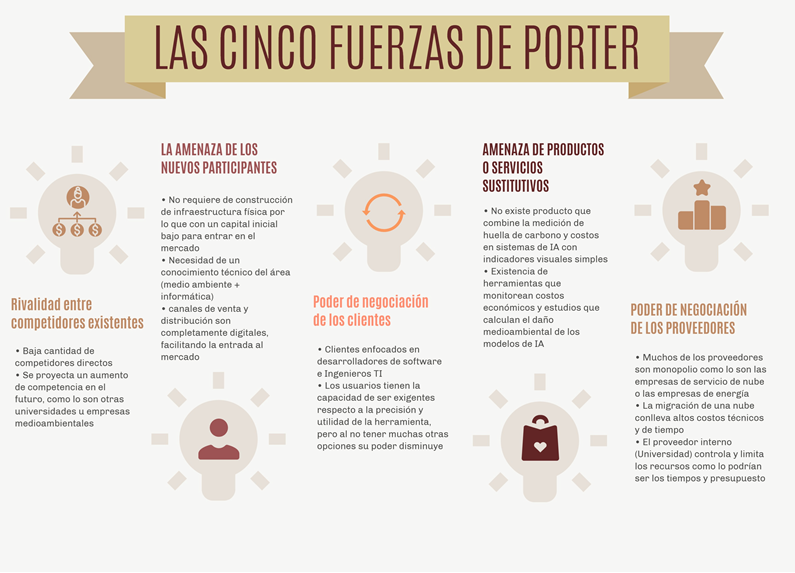 LAS CINCO FUERZAS DE PORTER
Rivalidad entre
competidores existentes
• Baja cantidad de
competidores directos
• Se proyecta un aumento
de competencia en el
futuro, como lo son otras
universidades u empresas
medioambientales
LA AMENAZA DE LOS
NUEVOS PARTICIPANTES
• No requiere de construcción
de infraestructura física por
lo que con un capital inicial
bajo para entrar en el
mercado
• Necesidad de un
conocimiento técnico del área
(medio ambiente +
informática)
• canales de venta y
distribución son
completamente digitales,
facilitando la entrada al
mercado
Poder de negociación
de los clientes
• Clientes enfocados en
desarrolladores de software
e Ingenieros TI
• Los usuarios tienen la
capacidad de ser exigentes
respecto a la precisión y
utilidad de la herramienta,
pero al no tener muchas otras
opciones su poder disminuye
AMENAZA DE PRODUCTOS
O SERVICIOS
SUSTITUTIVOS
• No existe producto que
combine la medición de
huella de carbono y costos
en sistemas de IA con
indicadores visuales simples
• Existencia de
herramientas que
monitorean costos
económicos y estudios que
calculan el daño
medioambiental de los
modelos de IA
PODER DE NEGOCIACIÓN
DE LOS PROVEEDORES
• Muchos de los proveedores
son monopolio como lo son las
empresas de servicio de nube
o las empresas de energía
• La migración de una nube
conlleva altos costos técnicos
y de tiempo
• El proveedor interno
(Universidad) controla y limita
los recursos como lo podrían
ser los tiempos y presupuesto